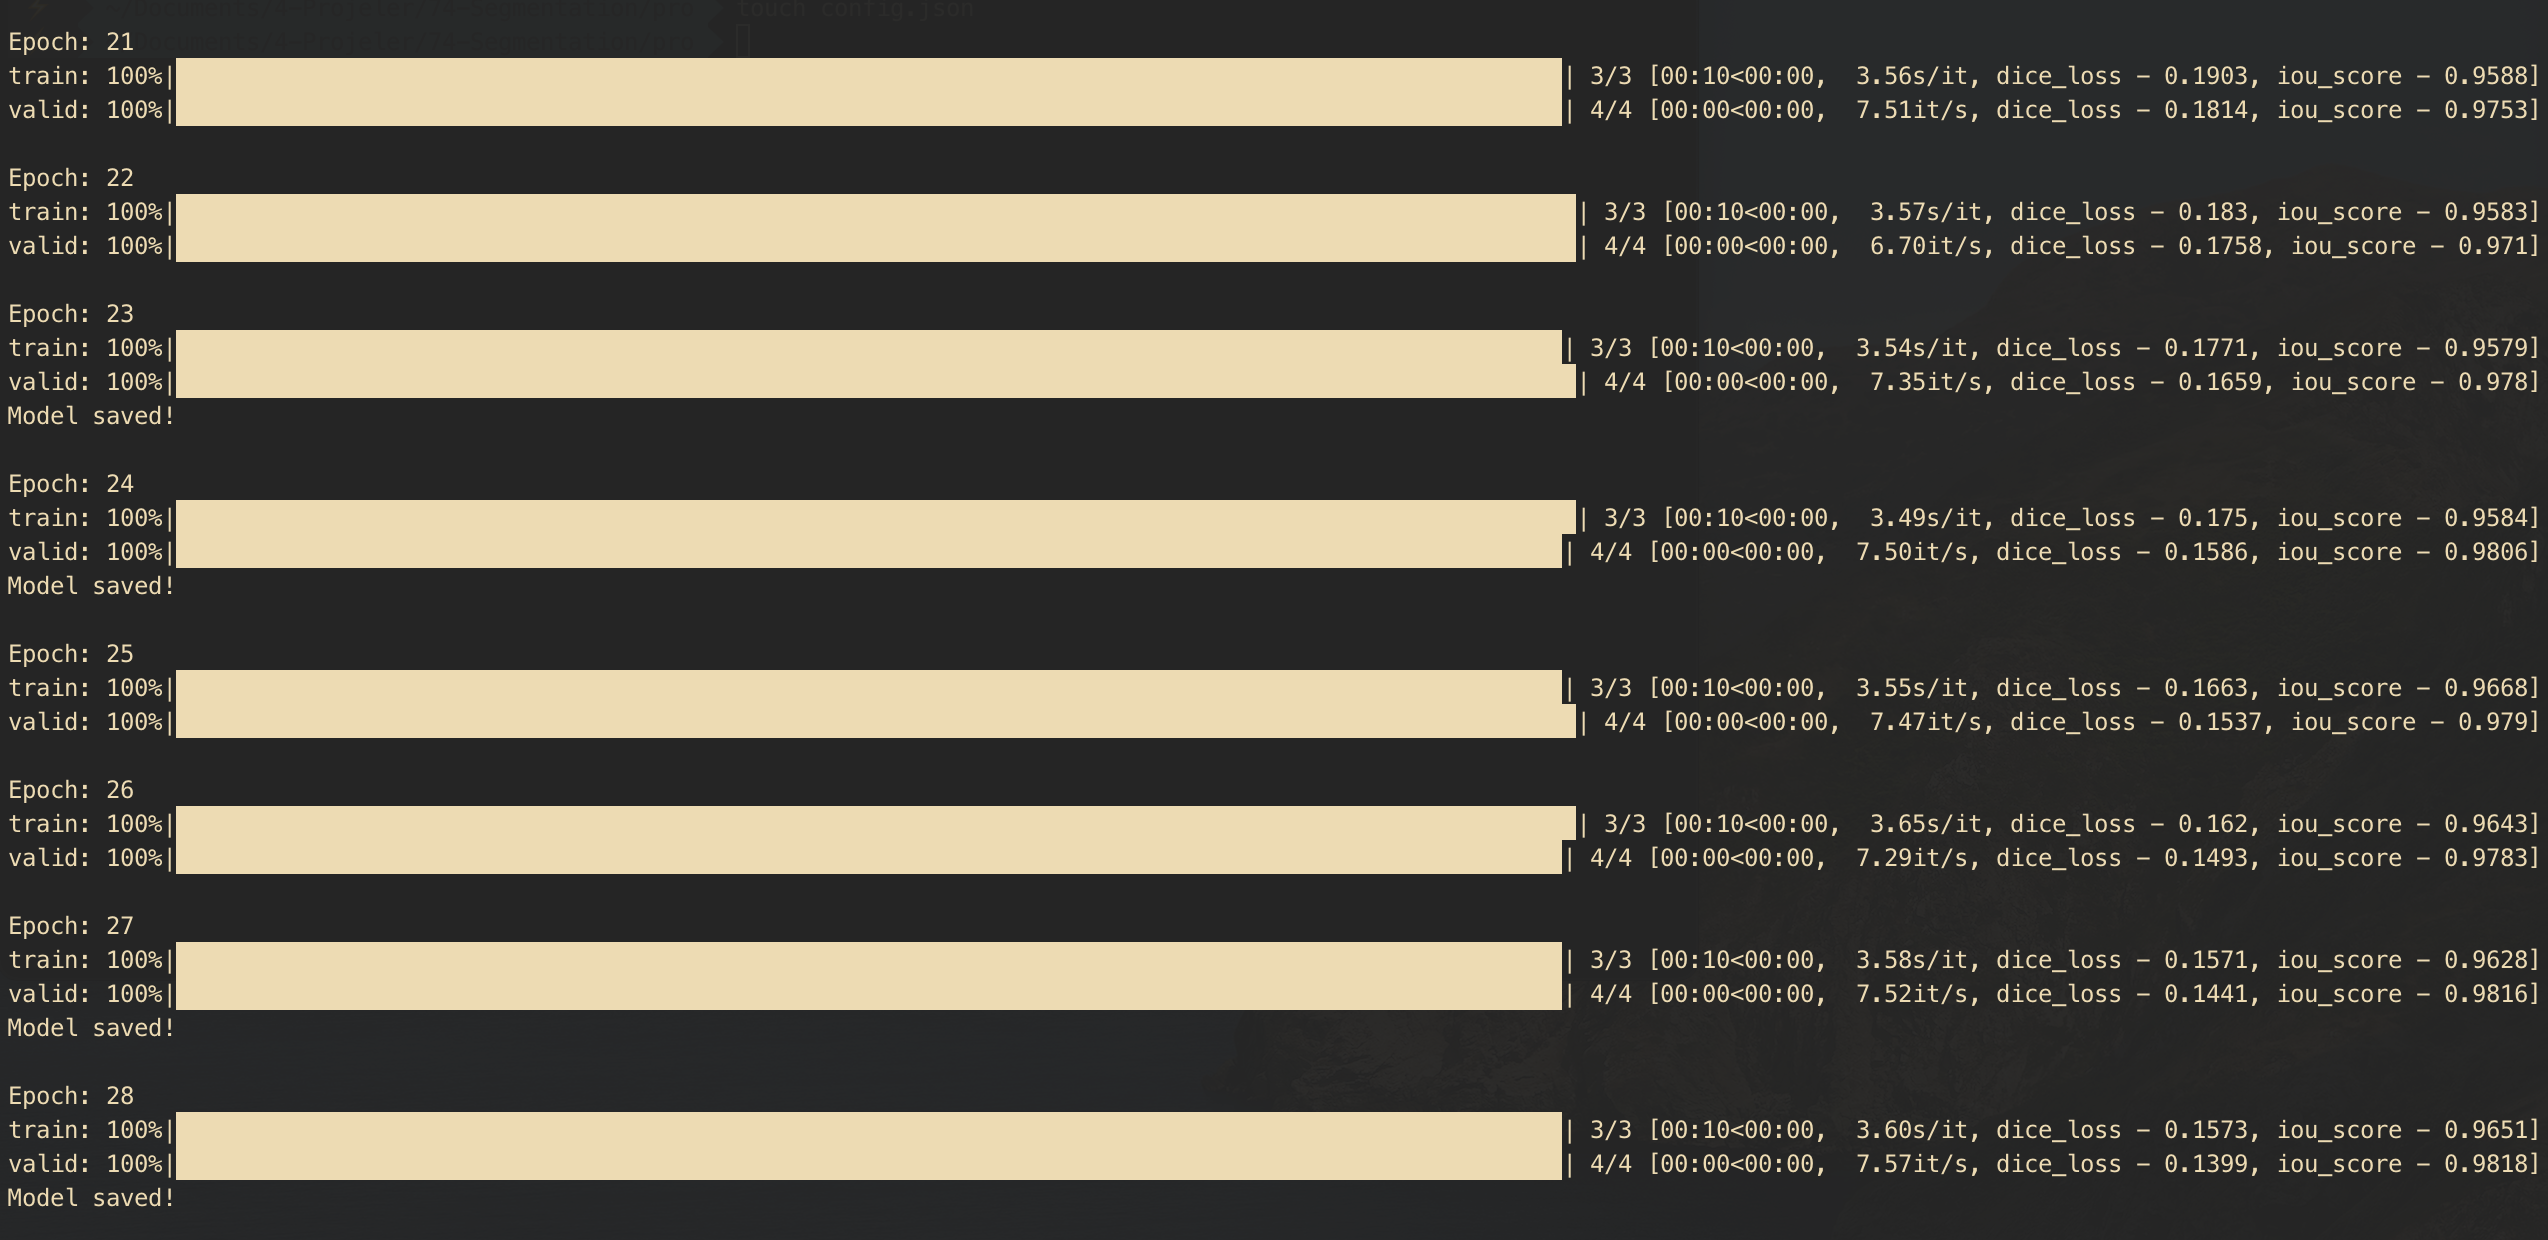 touch config.json
Epoch: 21
train: 100%| | 3/3 [00:10<00:00,  3.56s/it, dice_loss - 0.1903, iou_score - 0.9588]
valid: 100%| | 4/4 [00:00<00:00,  7.51it/s, dice_loss - 0.1814, iou_score - 0.9753]
Epoch: 22
train: 100%| | 3/3 [00:10<00:00,  3.57s/it, dice_loss - 0.183, iou_score - 0.9583]
valid: 100%| | 4/4 [00:00<00:00,  6.70it/s, dice_loss - 0.1758, iou_score - 0.971]
Epoch: 23
train: 100%| | 3/3 [00:10<00:00,  3.54s/it, dice_loss - 0.1771, iou_score - 0.9579]
valid: 100%| | 4/4 [00:00<00:00,  7.35it/s, dice_loss - 0.1659, iou_score - 0.978]
Model saved!
Epoch: 24
train: 100%| | 3/3 [00:10<00:00,  3.49s/it, dice_loss - 0.175, iou_score - 0.9584]
valid: 100%| | 4/4 [00:00<00:00,  7.50it/s, dice_loss - 0.1586, iou_score - 0.9806]
Model saved!
Epoch: 25
train: 100%| | 3/3 [00:10<00:00,  3.55s/it, dice_loss - 0.1663, iou_score - 0.9668]
valid: 100%| | 4/4 [00:00<00:00,  7.47it/s, dice_loss - 0.1537, iou_score - 0.979]
Epoch: 26
train: 100%| | 3/3 [00:10<00:00,  3.65s/it, dice_loss - 0.162, iou_score - 0.9643]
valid: 100%| | 4/4 [00:00<00:00,  7.29it/s, dice_loss - 0.1493, iou_score - 0.9783]
Epoch: 27
train: 100%| | 3/3 [00:10<00:00,  3.58s/it, dice_loss - 0.1571, iou_score - 0.9628]
valid: 100%| | 4/4 [00:00<00:00,  7.52it/s, dice_loss - 0.1441, iou_score - 0.9816]
Model saved!
Epoch: 28
train: 100%| | 3/3 [00:10<00:00,  3.60s/it, dice_loss - 0.1573, iou_score - 0.9651]
valid: 100%| | 4/4 [00:00<00:00,  7.57it/s, dice_loss - 0.1399, iou_score - 0.9818]
Model saved!